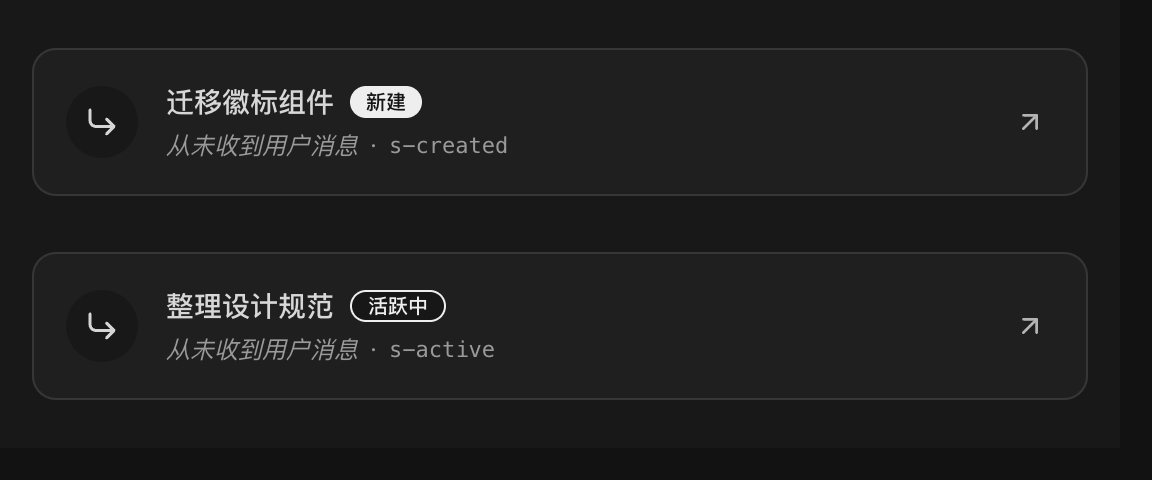 迁移徽标组件 新建
从未收到用户消息 · s-created
整理设计规范 活跃中
从未收到用户消息 · s-active